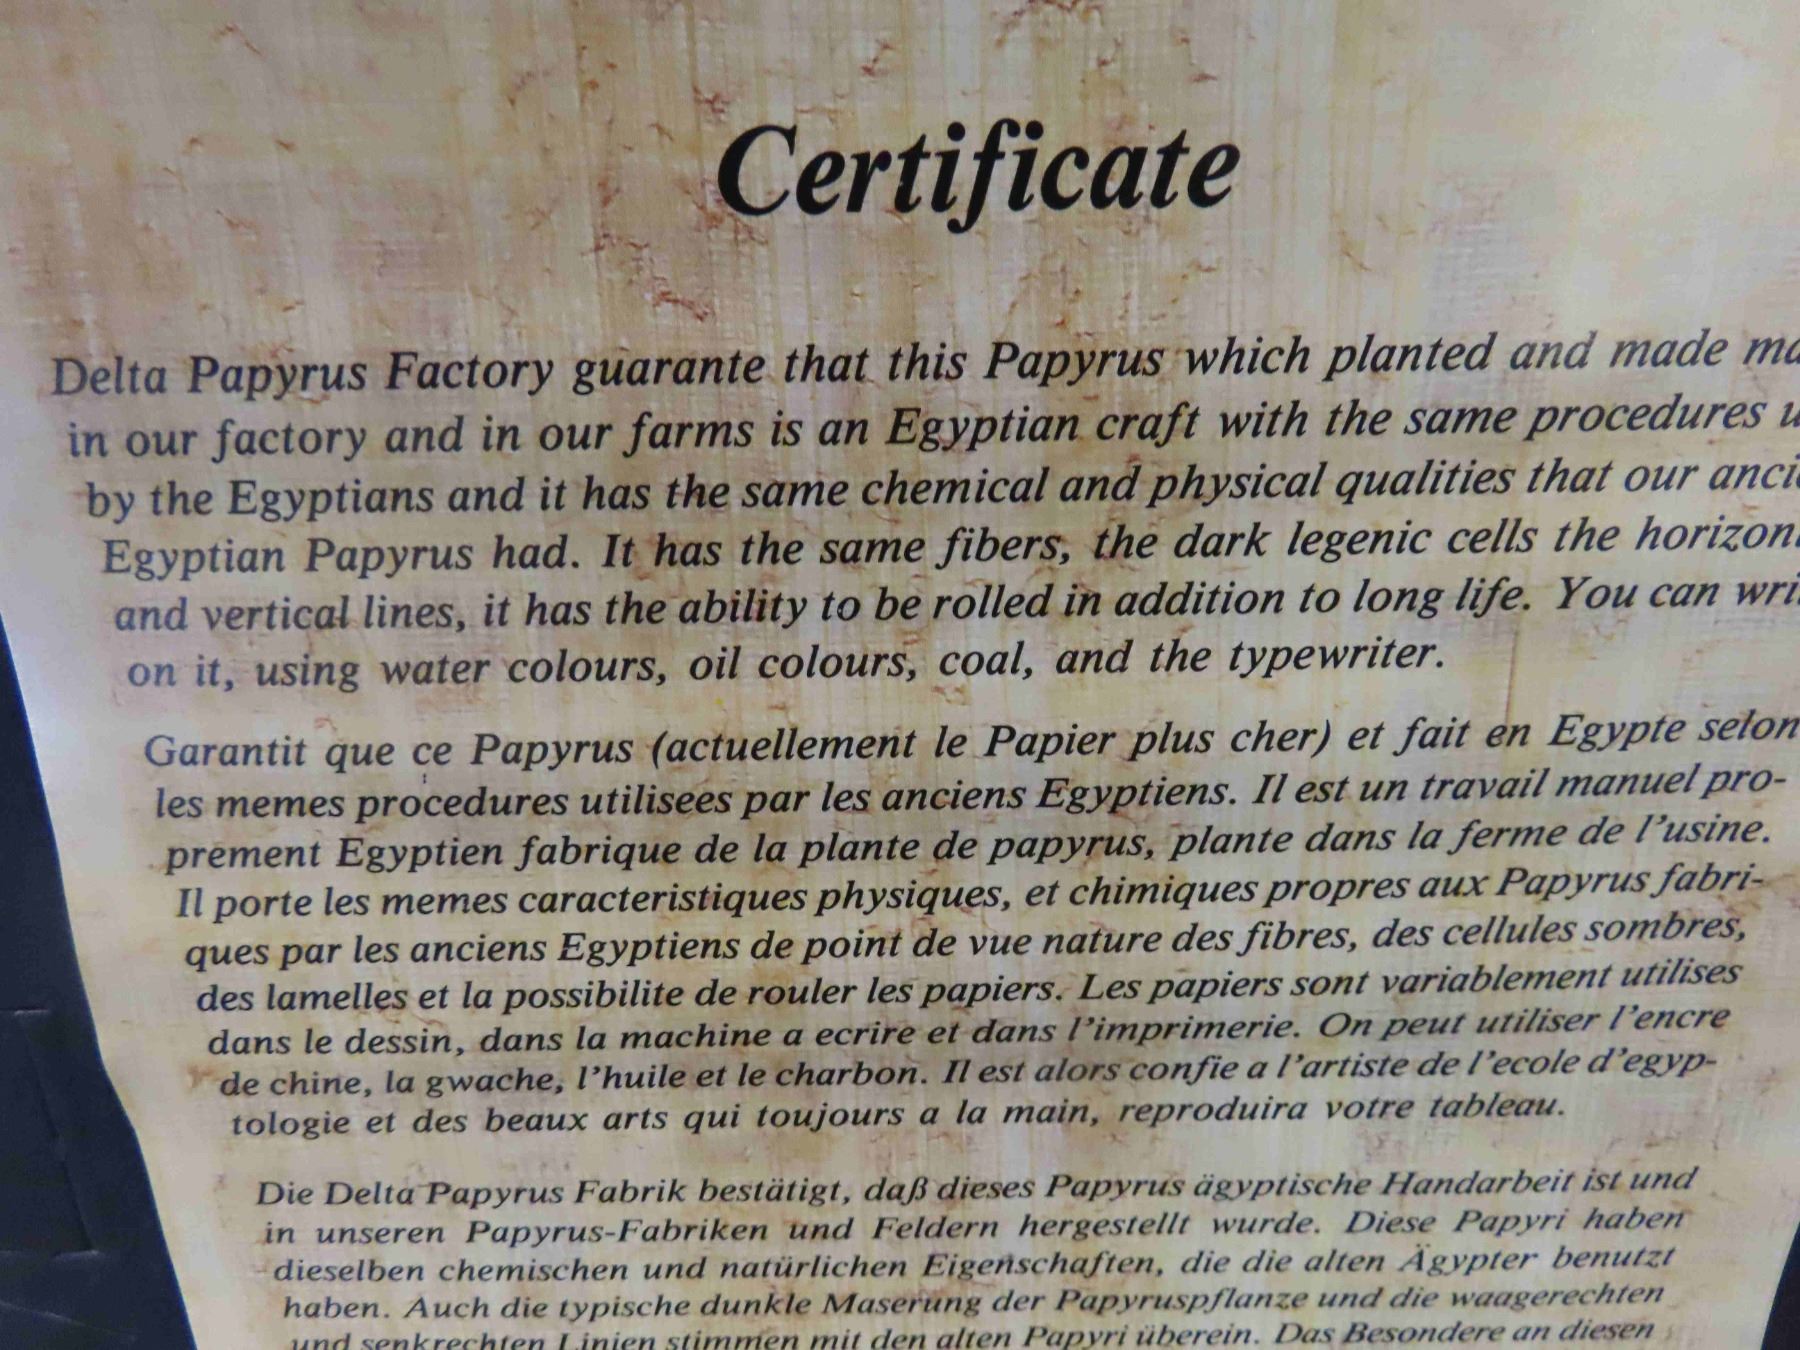 Certificate
Delta Papyrus Factory guarante that this Papyrus which planted and made
in our factory and in our farms is an Egyptian craft with the same procedures
by the Egyptians and it has the same chemical and physical qualities that our
Egyptian Papyrus had. It has the same fibers, the dark legenic cells the
and vertical lines, it has the ability to be rolled in addition to long life. You can
on it, using water colours, oil colours, coal, and the typewriter.
Garantit que ce Papyrus (actuellement le Papier plus cher) et fait en Egypte selon
les memes procedures utilisees par les anciens Egyptiens. Il est un travail manuel pro-
prement Egyptien fabrique de la plante de papyrus, plante dans la ferme de l'usine.
Il porte les memes caracteristiques physiques, et chimiques propres aux Papyrus fabri-
ques par les anciens Egyptiens de point de vue nature des fibres, des cellules sombres,
des lamelles et la possibilite de rouler les papiers. Les papiers sont variablement utilises
dans le dessin, dans la machine a ecrire et dans l'imprimerie. On peut utiliser l'encre
de chine, la gwache, l'huile et le charbon. Il est alors confie a l'artiste de l'ecole d'egyp-
tologie et des beaux arts qui toujours a la main, reproduira votre tableau.
Die Delta Papyrus Fabrik bestätigt, daß dieses Papyrus ägyptische Handarbeit ist und
in unseren Papyrus-Fabriken und Feldern hergestellt wurde. Diese Papyri haben
dieselben chemischen und natürlichen Eigenschaften, die die alten Ägypter benutzt
haben. Auch die typische dunkle Maserung der Papyruspflanze und die waagerechten
und senkrechten Linien stimmen mit den alten Papyri überein. Das Besondere an diesen